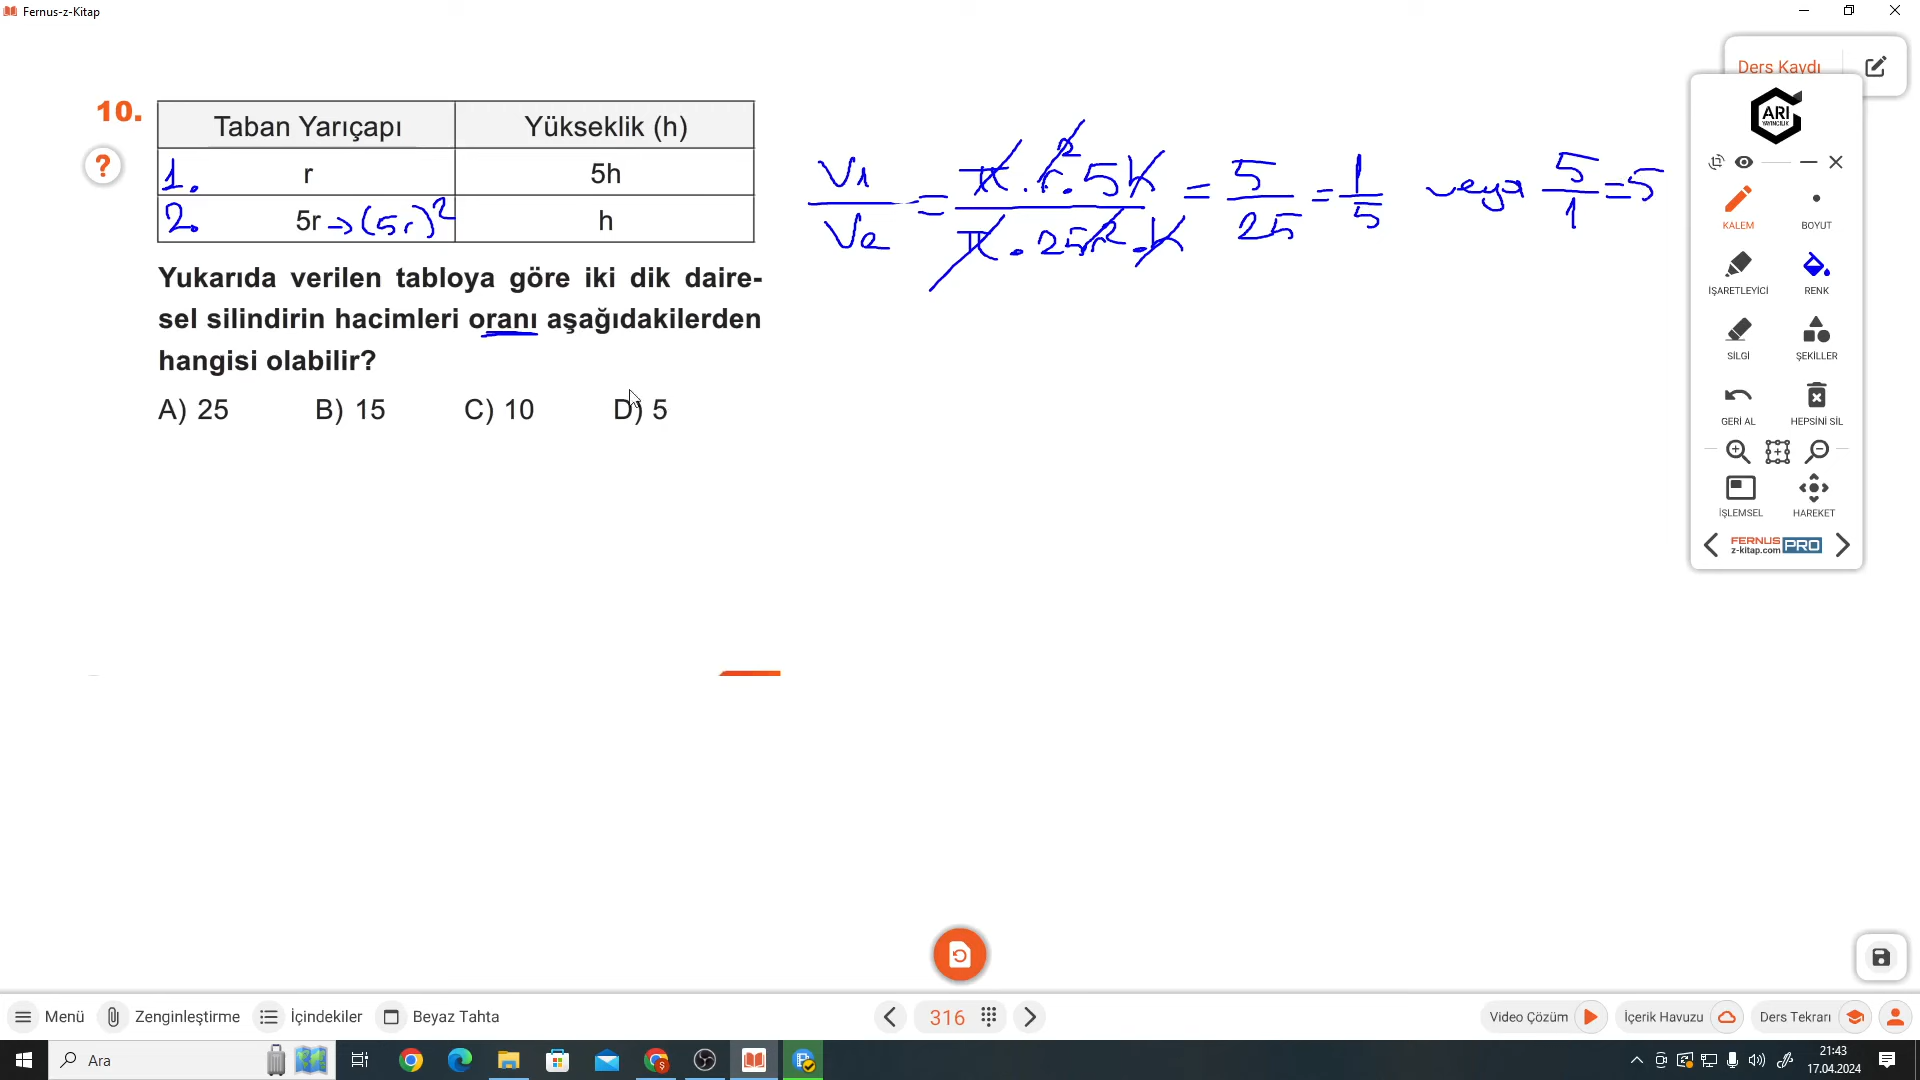 Fernus-z-Kitap
Ders Kaydı
ARI
YAYINCILIK
10.
Taban Yarıçapı Yükseklik (h)
1. r 5h
2. 5r → (5r)² h
?
V1/V2 = π.r².5h / π.25r².h = 5/25 = 1/5 veya 5/1 = 5
Yukarıda verilen tabloya göre iki dik daire-
sel silindirin hacimleri oranı aşağıdakilerden
hangisi olabilir?
A) 25 B) 15 C) 10 D) 5
KALEM BOYUT
İŞARETLEYİCİ RENK
SİLGİ ŞEKİLLER
GERİ AL HEPSİNİ SİL
İŞLEMSEL HAREKET
FERNUS
z-kitap.com PRO
Menü Zenginleştirme İçindekiler Beyaz Tahta 316 Video Çözüm İçerik Havuzu Ders Tekrarı
Ara
21:43
17.04.2024